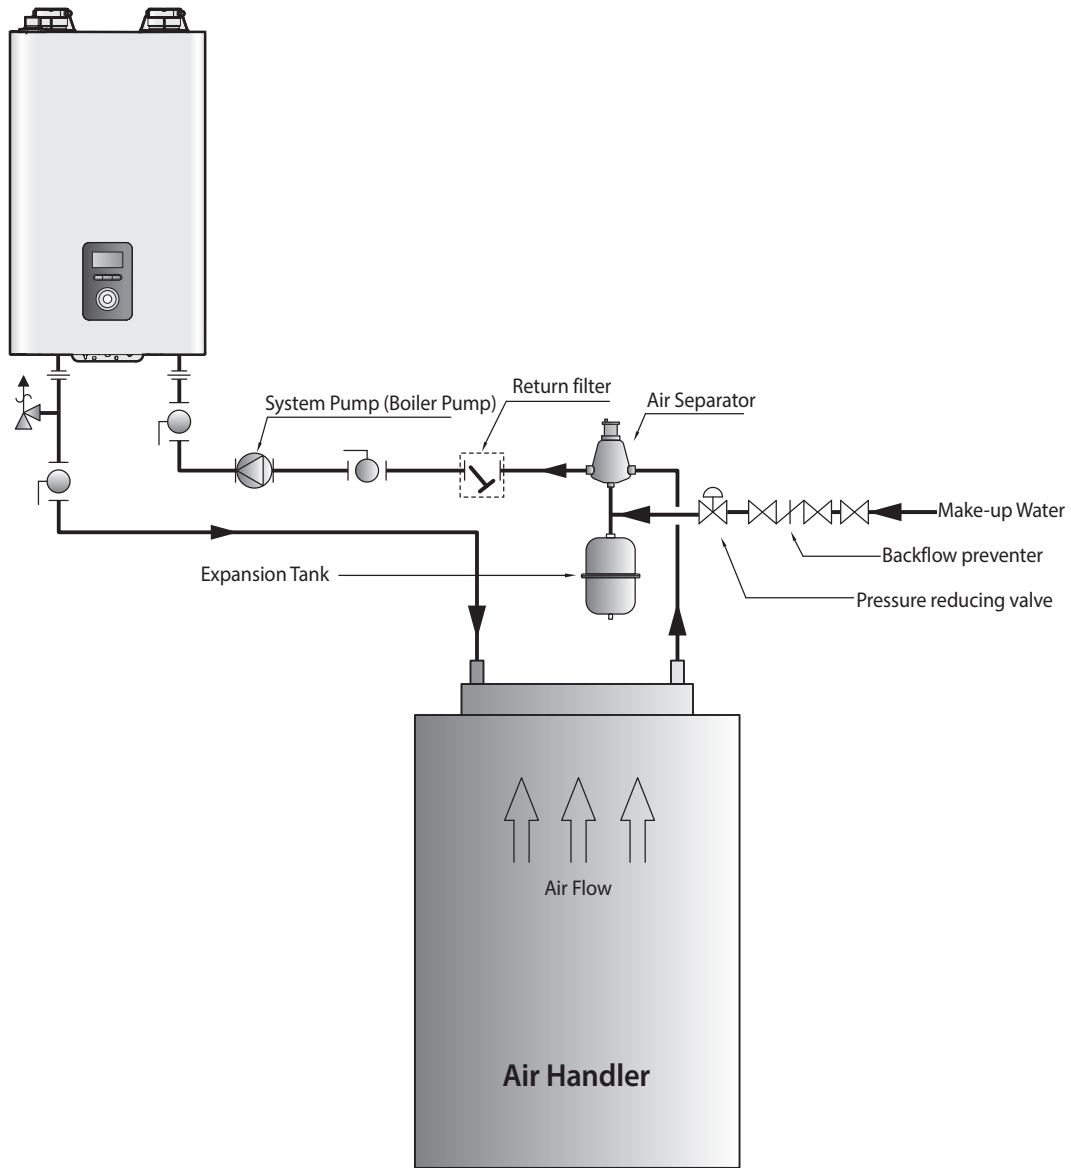 System Pump (Boiler Pump)
Return filter
Air Separator
Make-up Water
Backflow preventer
Expansion Tank
Pressure reducing valve
Air Flow
Air Handler